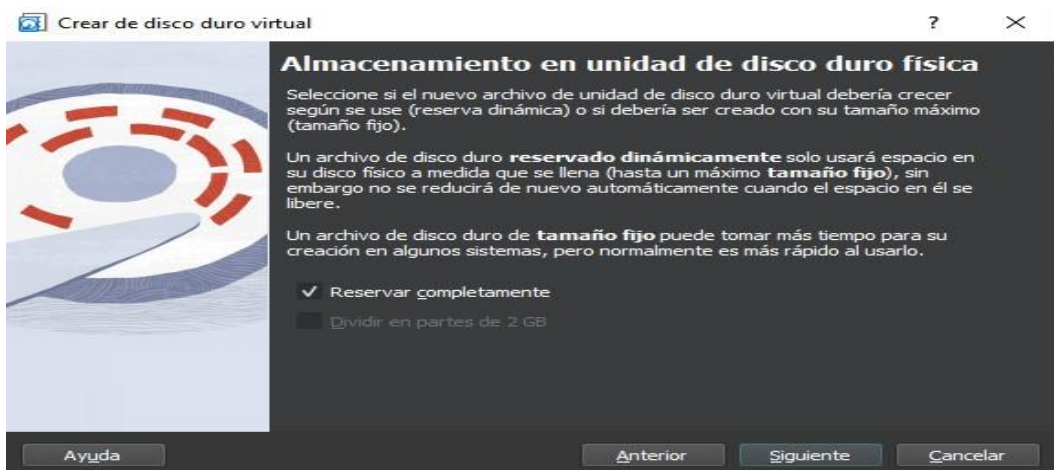 Crear de disco duro virtual
?
Almacenamiento en unidad de disco duro física
Seleccione si el nuevo archivo de unidad de disco duro virtual debería crecer
según se use (reserva dinámica) o si debería ser creado con su tamaño máximo
(tamaño fijo).
Un archivo de disco duro reservado dinámicamente solo usará espacio en
su disco físico a medida que se llena (hasta un máximo tamaño fijo), sin
embargo no se reducirá de nuevo automáticamente cuando el espacio en él se
libere.
Un archivo de disco duro de tamaño fijo puede tomar más tiempo para su
creación en algunos sistemas, pero normalmente es más rápido al usarlo.
Reservar completamente
Dividir en partes de 2 GB
Ayuda
Anterior
Siguiente
Cancelar